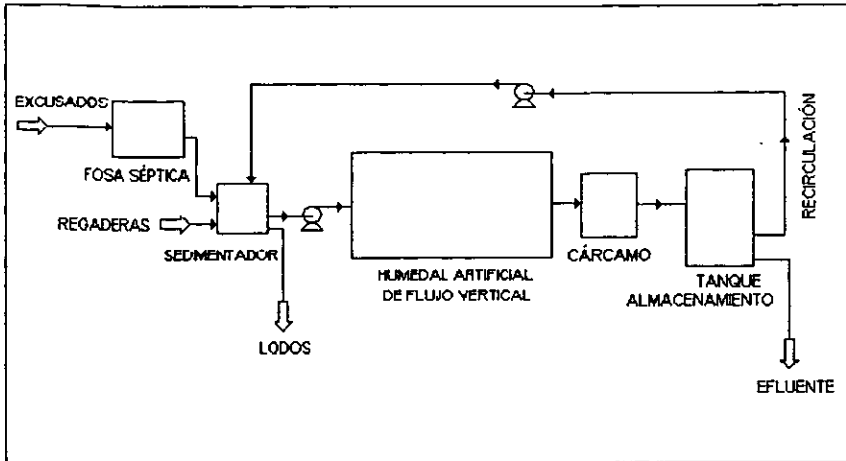 EXCUSADOS
FOSA SÉPTICA
REGADERAS
SEDIMENTADOR
LODOS
HUMEDAL ARTIFICIAL
DE FLUJO VERTICAL
CÁRCAMO
TANQUE
ALMACENAMIENTO
RECIRCULACIÓN
EFLUENTE